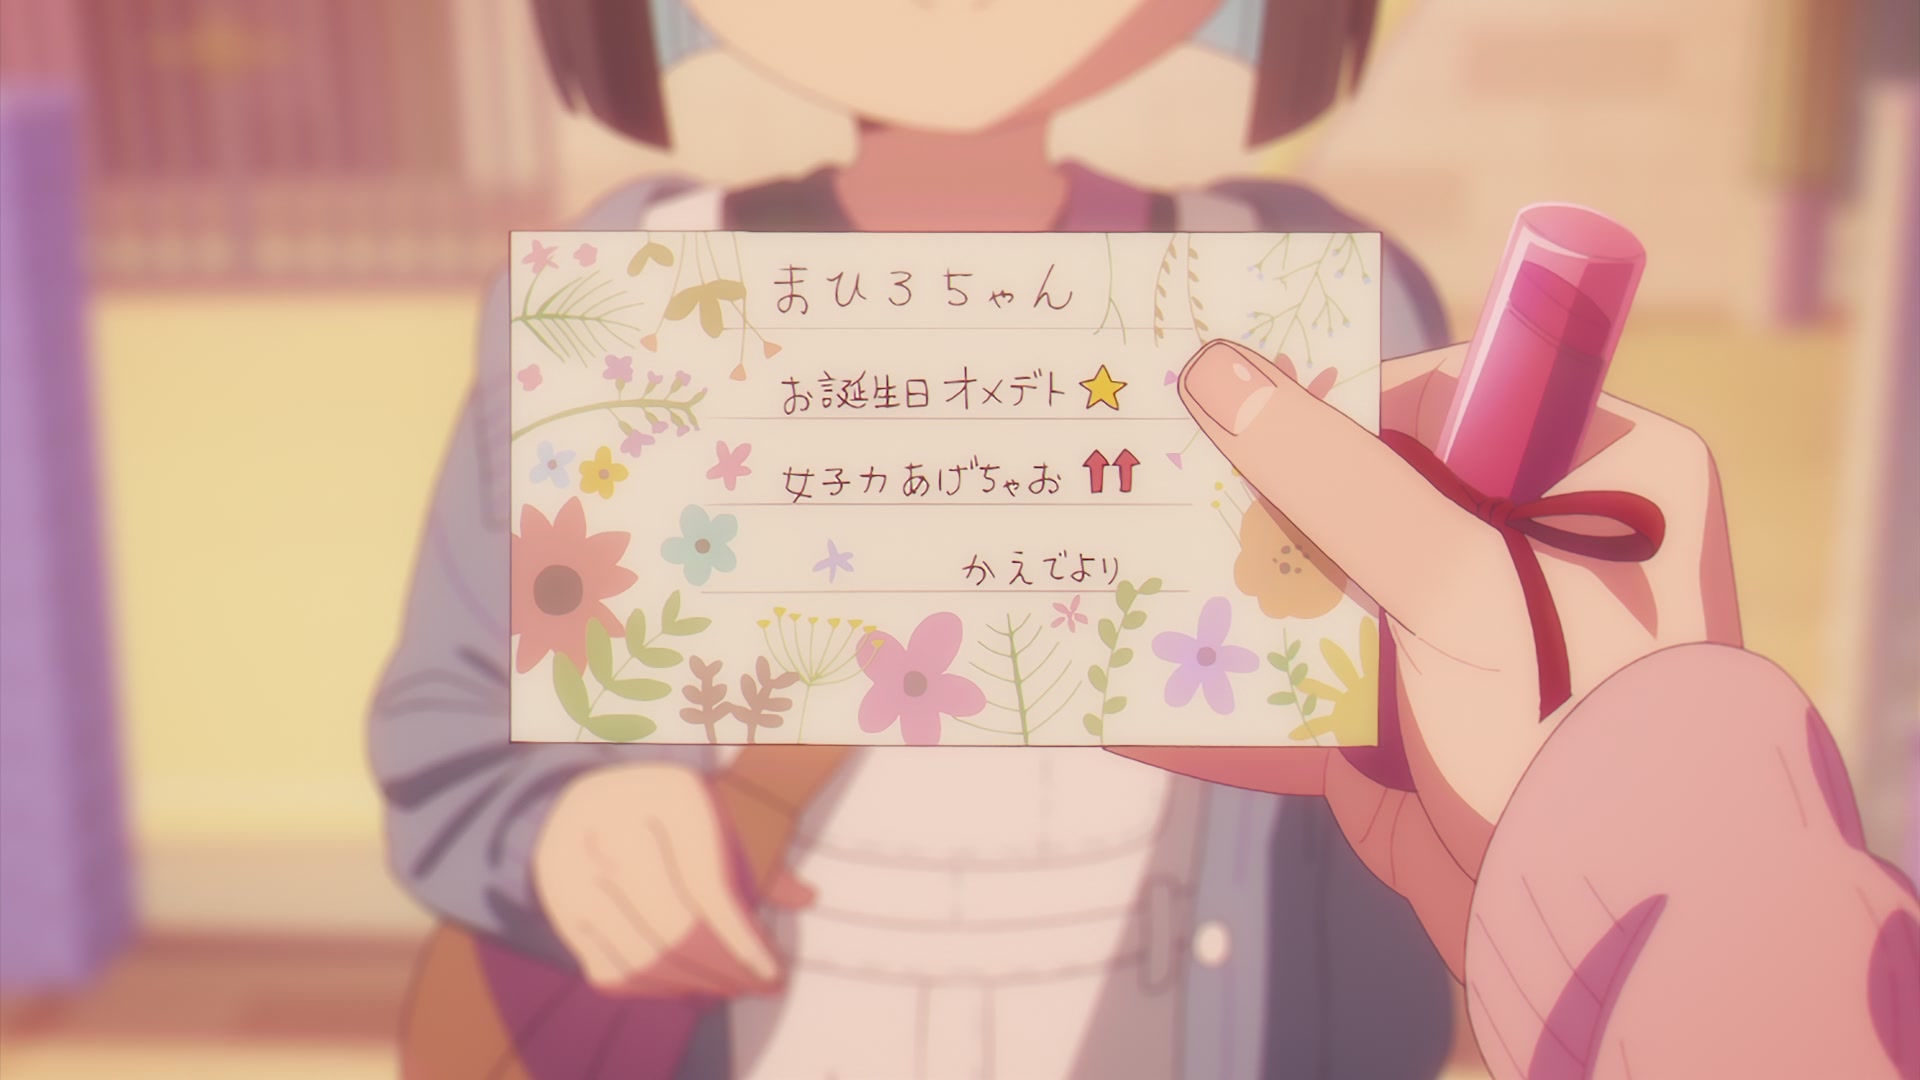 まひろちゃん
お誕生日オメデト⭐
女子力あげちゃお⬆⬆
かえでより